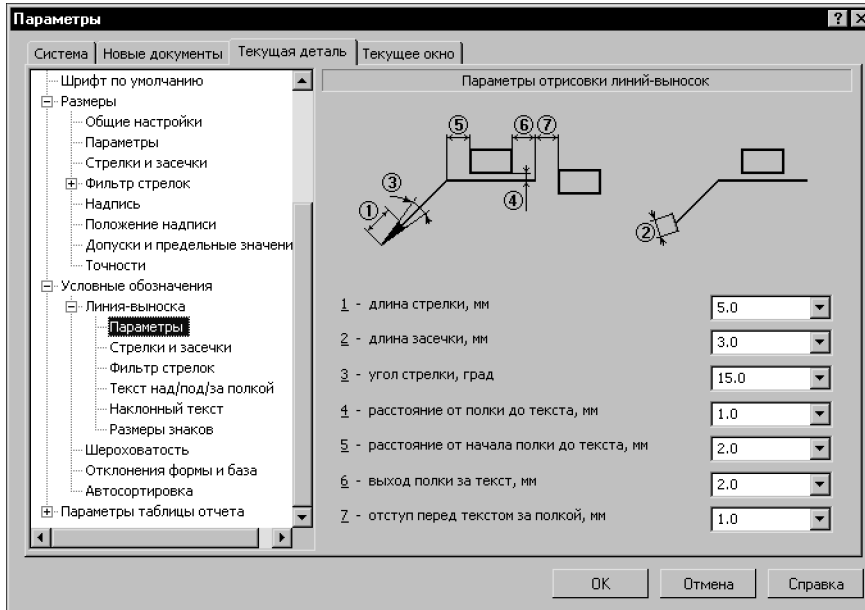 Параметры
Система
Новые документы
Текущая деталь
Текущее окно
Шрифт по умолчанию
Размеры
Общие настройки
Параметры
Стрелки и засечки
Фильтр стрелок
Надпись
Положение надписи
Допуски и предельные значени
Точности
Условные обозначения
Линия-выноска
Параметры
Стрелки и засечки
Фильтр стрелок
Текст над/под/за полкой
Наклонный текст
Размеры знаков
Шероховатость
Отклонения формы и база
Автосортировка
Параметры таблицы отчета
Параметры отрисовки линий-выносок
5 6 7
3
1 4
2
1 - длина стрелки, мм 5.0
2 - длина засечки, мм 3.0
3 - угол стрелки, град 15.0
4 - расстояние от полки до текста, мм 1.0
5 - расстояние от начала полки до текста, мм 2.0
6 - выход полки за текст, мм 2.0
7 - отступ перед текстом за полкой, мм 1.0
OK
Отмена
Справка